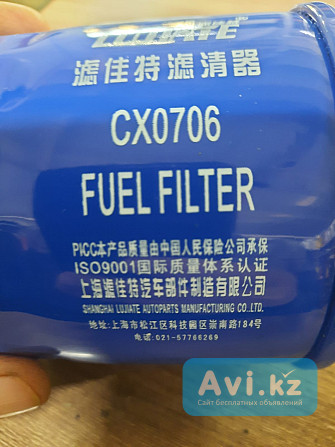 LUJIATE
滤佳特滤清器
CX0706
FUEL FILTER
PICC本产品质量由中国人民保险公司承保
ISO9001国际质量体系认证
上海滤佳特汽车部件制造有限公司
SHANGHAI LUJIATE AUTOPARTS MANUFACTURING CO.,LTD.
地址:上海市松江区科技园区崇南路184号
电话:021-57766269
Avi.kz
Сайт бесплатных объявлений